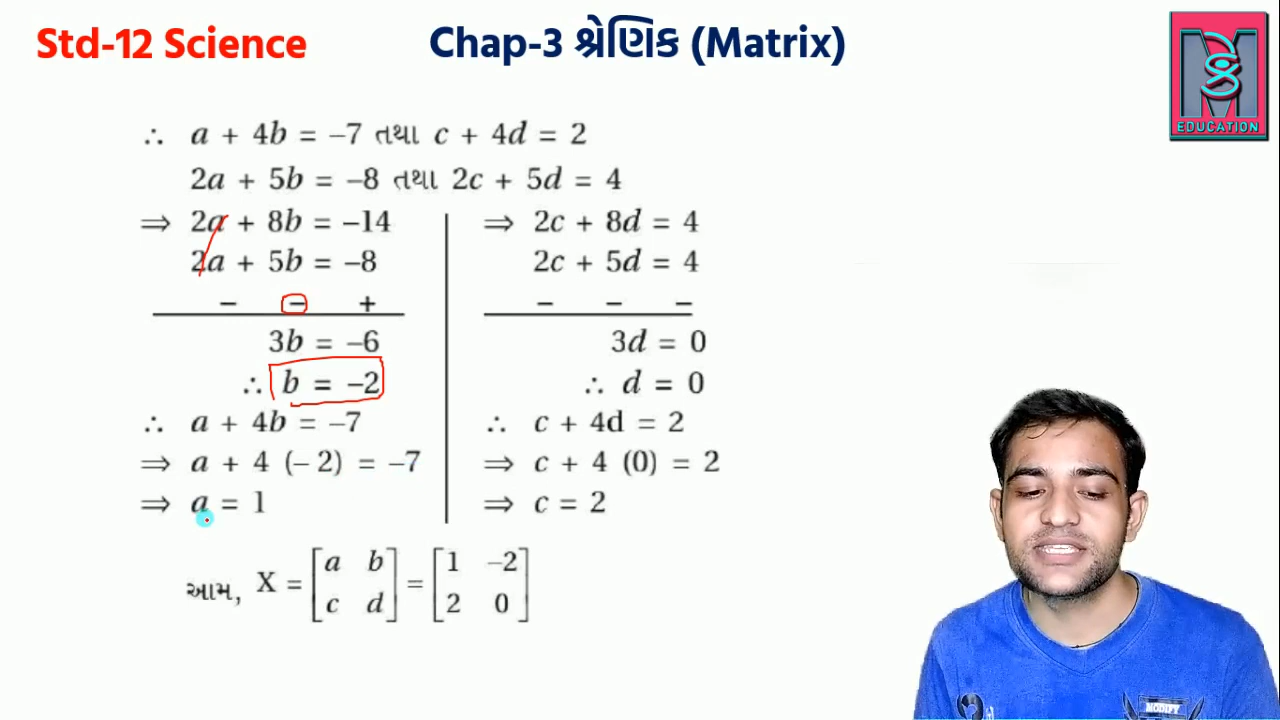 Std-12 Science
Chap-3 શ્રેણિક (Matrix)
EDUCATION
∴ a + 4b = –7 તથા c + 4d = 2
2a + 5b = –8 તથા 2c + 5d = 4
⇒ 2a + 8b = –14
2a + 5b = –8
– – +
3b = –6
∴ b = –2
∴ a + 4b = –7
⇒ a + 4 (– 2) = –7
⇒ a = 1
⇒ 2c + 8d = 4
2c + 5d = 4
– – –
3d = 0
∴ d = 0
∴ c + 4d = 2
⇒ c + 4 (0) = 2
⇒ c = 2
આમ, X = [a b = [1 –2
c d] 2 0]
MODIFY